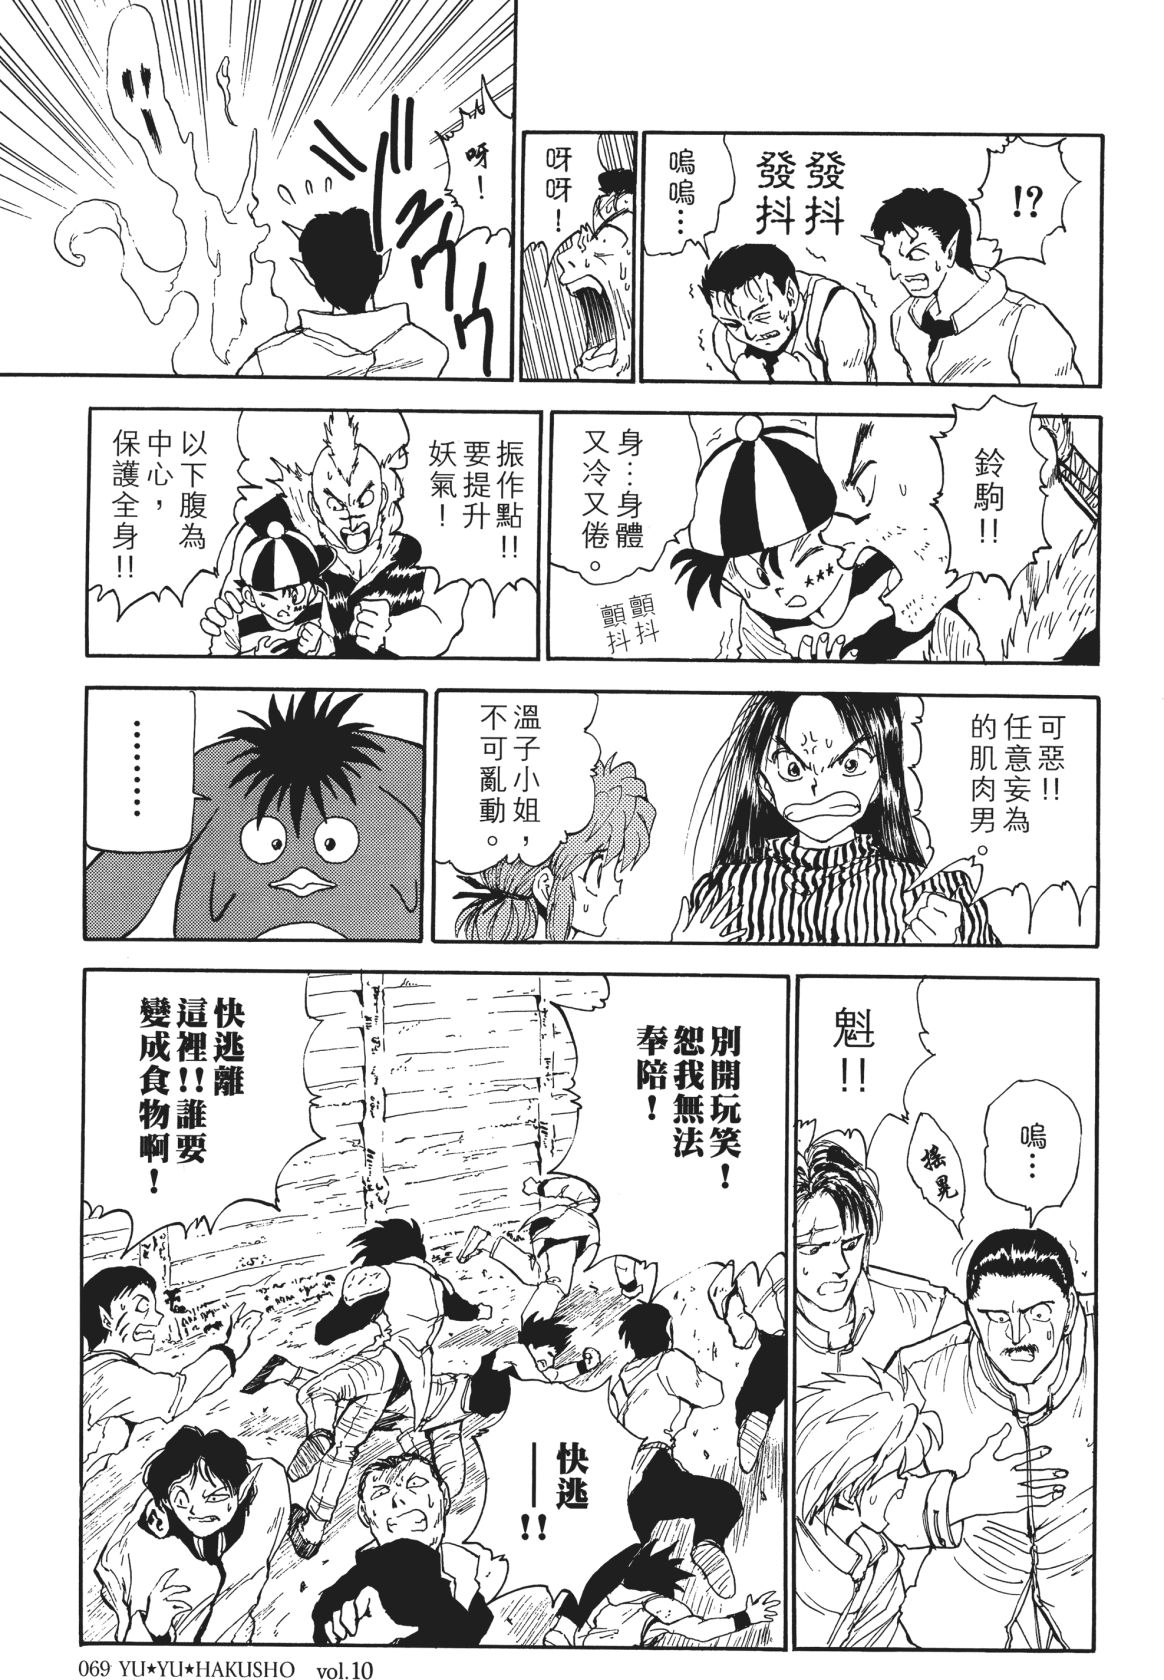 !?
發抖
發抖
嗚嗚…
呀呀！
呀！
鈴駒!!
身…身體
又冷又倦。
顫抖
顫抖
振作點!!
要提升
妖氣！
以下腹為
中心，
保護全身!!
可惡!!
任意妄為
的肌肉男。
溫子小姐，
不可亂動。
………
魁!!
嗚…
搖晃
別開玩笑！
恕我無法
奉陪！
快逃離
這裡!!誰要
變成食物啊！
快逃
——!!
069 YU★YU★HAKUSHO vol.10